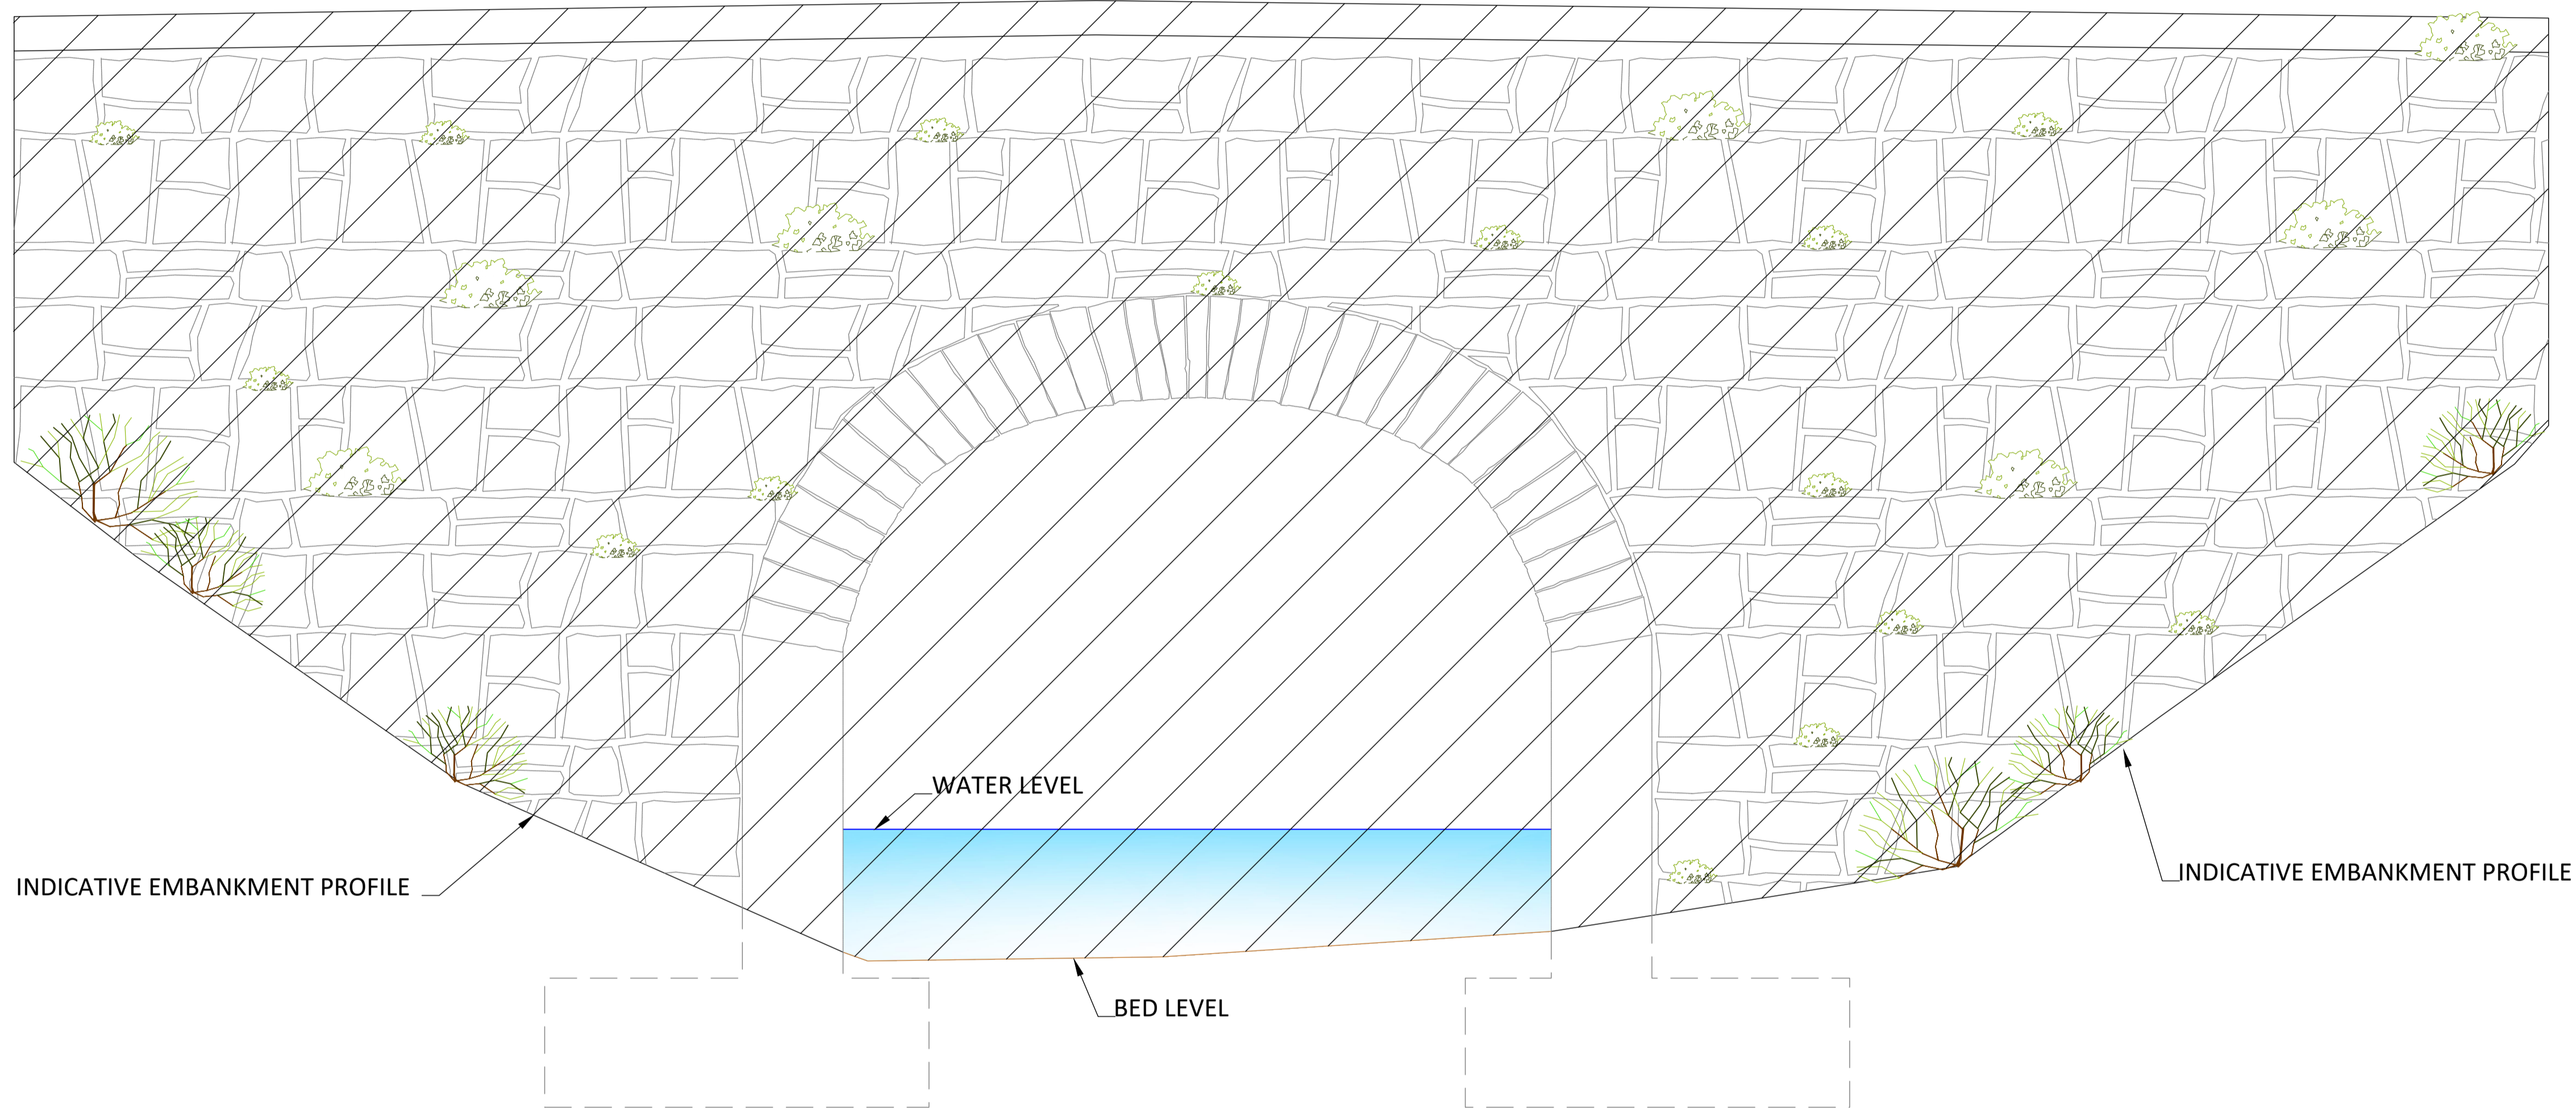 WATER LEVEL
INDICATIVE EMBANKMENT PROFILE
INDICATIVE EMBANKMENT PROFILE
BED LEVEL